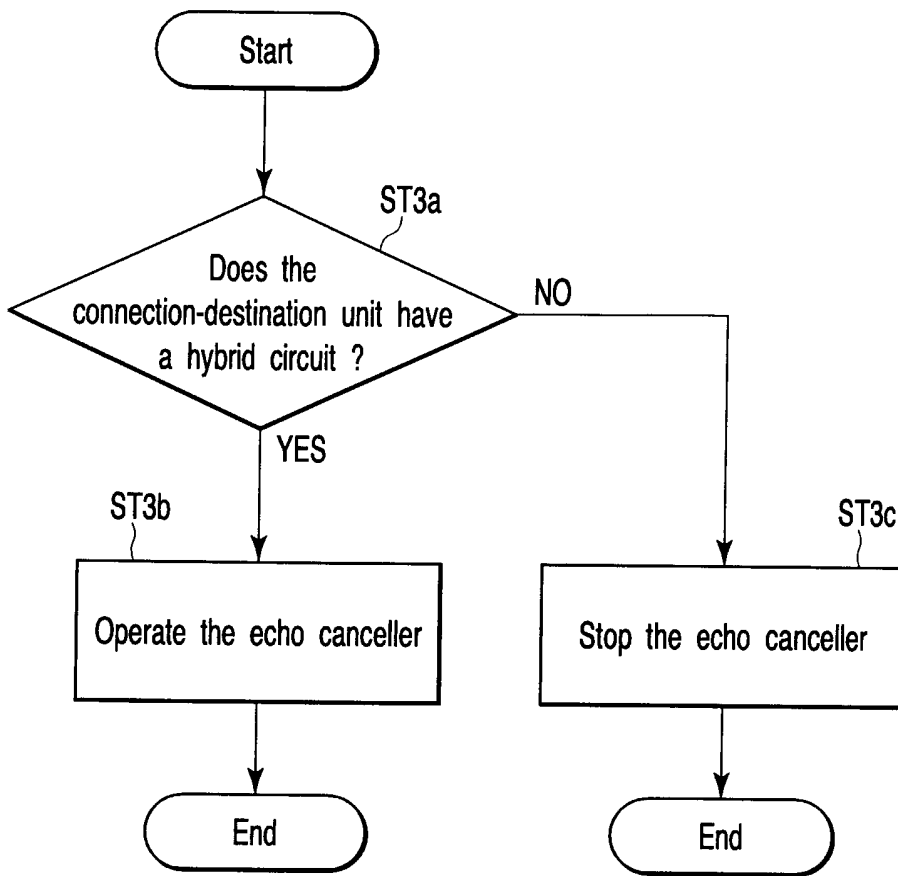 Start
ST3a
Does the
connection-destination unit have
a hybrid circuit ?
NO
YES
ST3b
ST3c
Operate the echo canceller
Stop the echo canceller
End
End